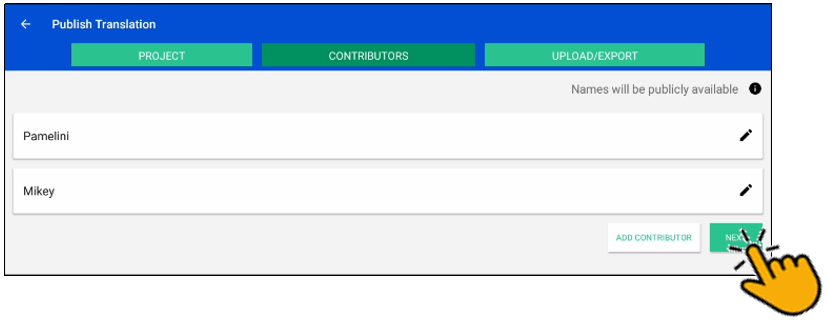 Publish Translation
PROJECT CONTRIBUTORS UPLOAD/EXPORT
Names will be publicly available
Pamelini
Mikey
ADD CONTRIBUTOR